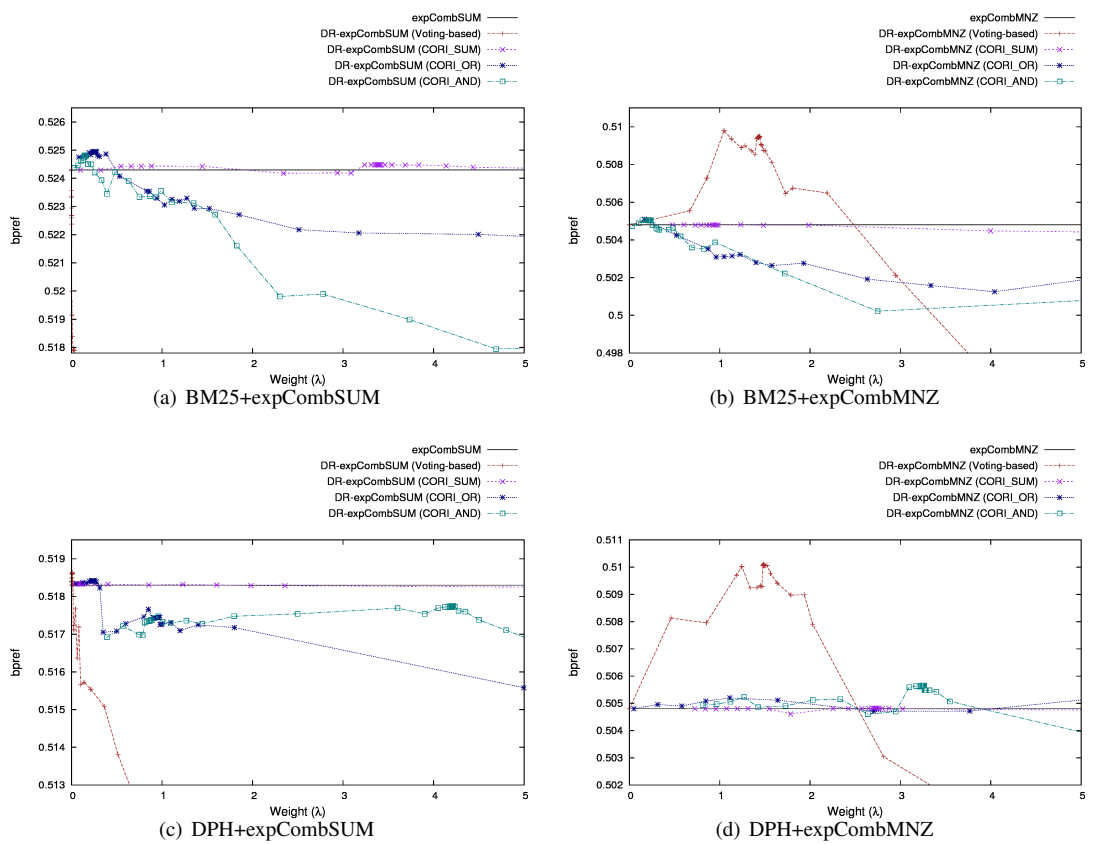 expCombSUM
DR-expCombSUM (Voting-based)
DR-expCombSUM (CORI_SUM)
DR-expCombSUM (CORI_OR)
DR-expCombSUM (CORI_AND)
0.526
0.525
0.524
0.523
0.522
0.521
0.52
0.519
0.518
bpref
0 1 2 3 4 5
Weight (λ)
(a) BM25+expCombSUM
expCombMNZ
DR-expCombMNZ (Voting-based)
DR-expCombMNZ (CORI_SUM)
DR-expCombMNZ (CORI_OR)
DR-expCombMNZ (CORI_AND)
0.51
0.508
0.506
0.504
0.502
0.5
0.498
bpref
0 1 2 3 4 5
Weight (λ)
(b) BM25+expCombMNZ
expCombSUM
DR-expCombSUM (Voting-based)
DR-expCombSUM (CORI_SUM)
DR-expCombSUM (CORI_OR)
DR-expCombSUM (CORI_AND)
0.519
0.518
0.517
0.516
0.515
0.514
0.513
bpref
0 1 2 3 4 5
Weight (λ)
(c) DPH+expCombSUM
expCombMNZ
DR-expCombMNZ (Voting-based)
DR-expCombMNZ (CORI_SUM)
DR-expCombMNZ (CORI_OR)
DR-expCombMNZ (CORI_AND)
0.511
0.51
0.509
0.508
0.507
0.506
0.505
0.504
0.503
0.502
bpref
0 1 2 3 4 5
Weight (λ)
(d) DPH+expCombMNZ